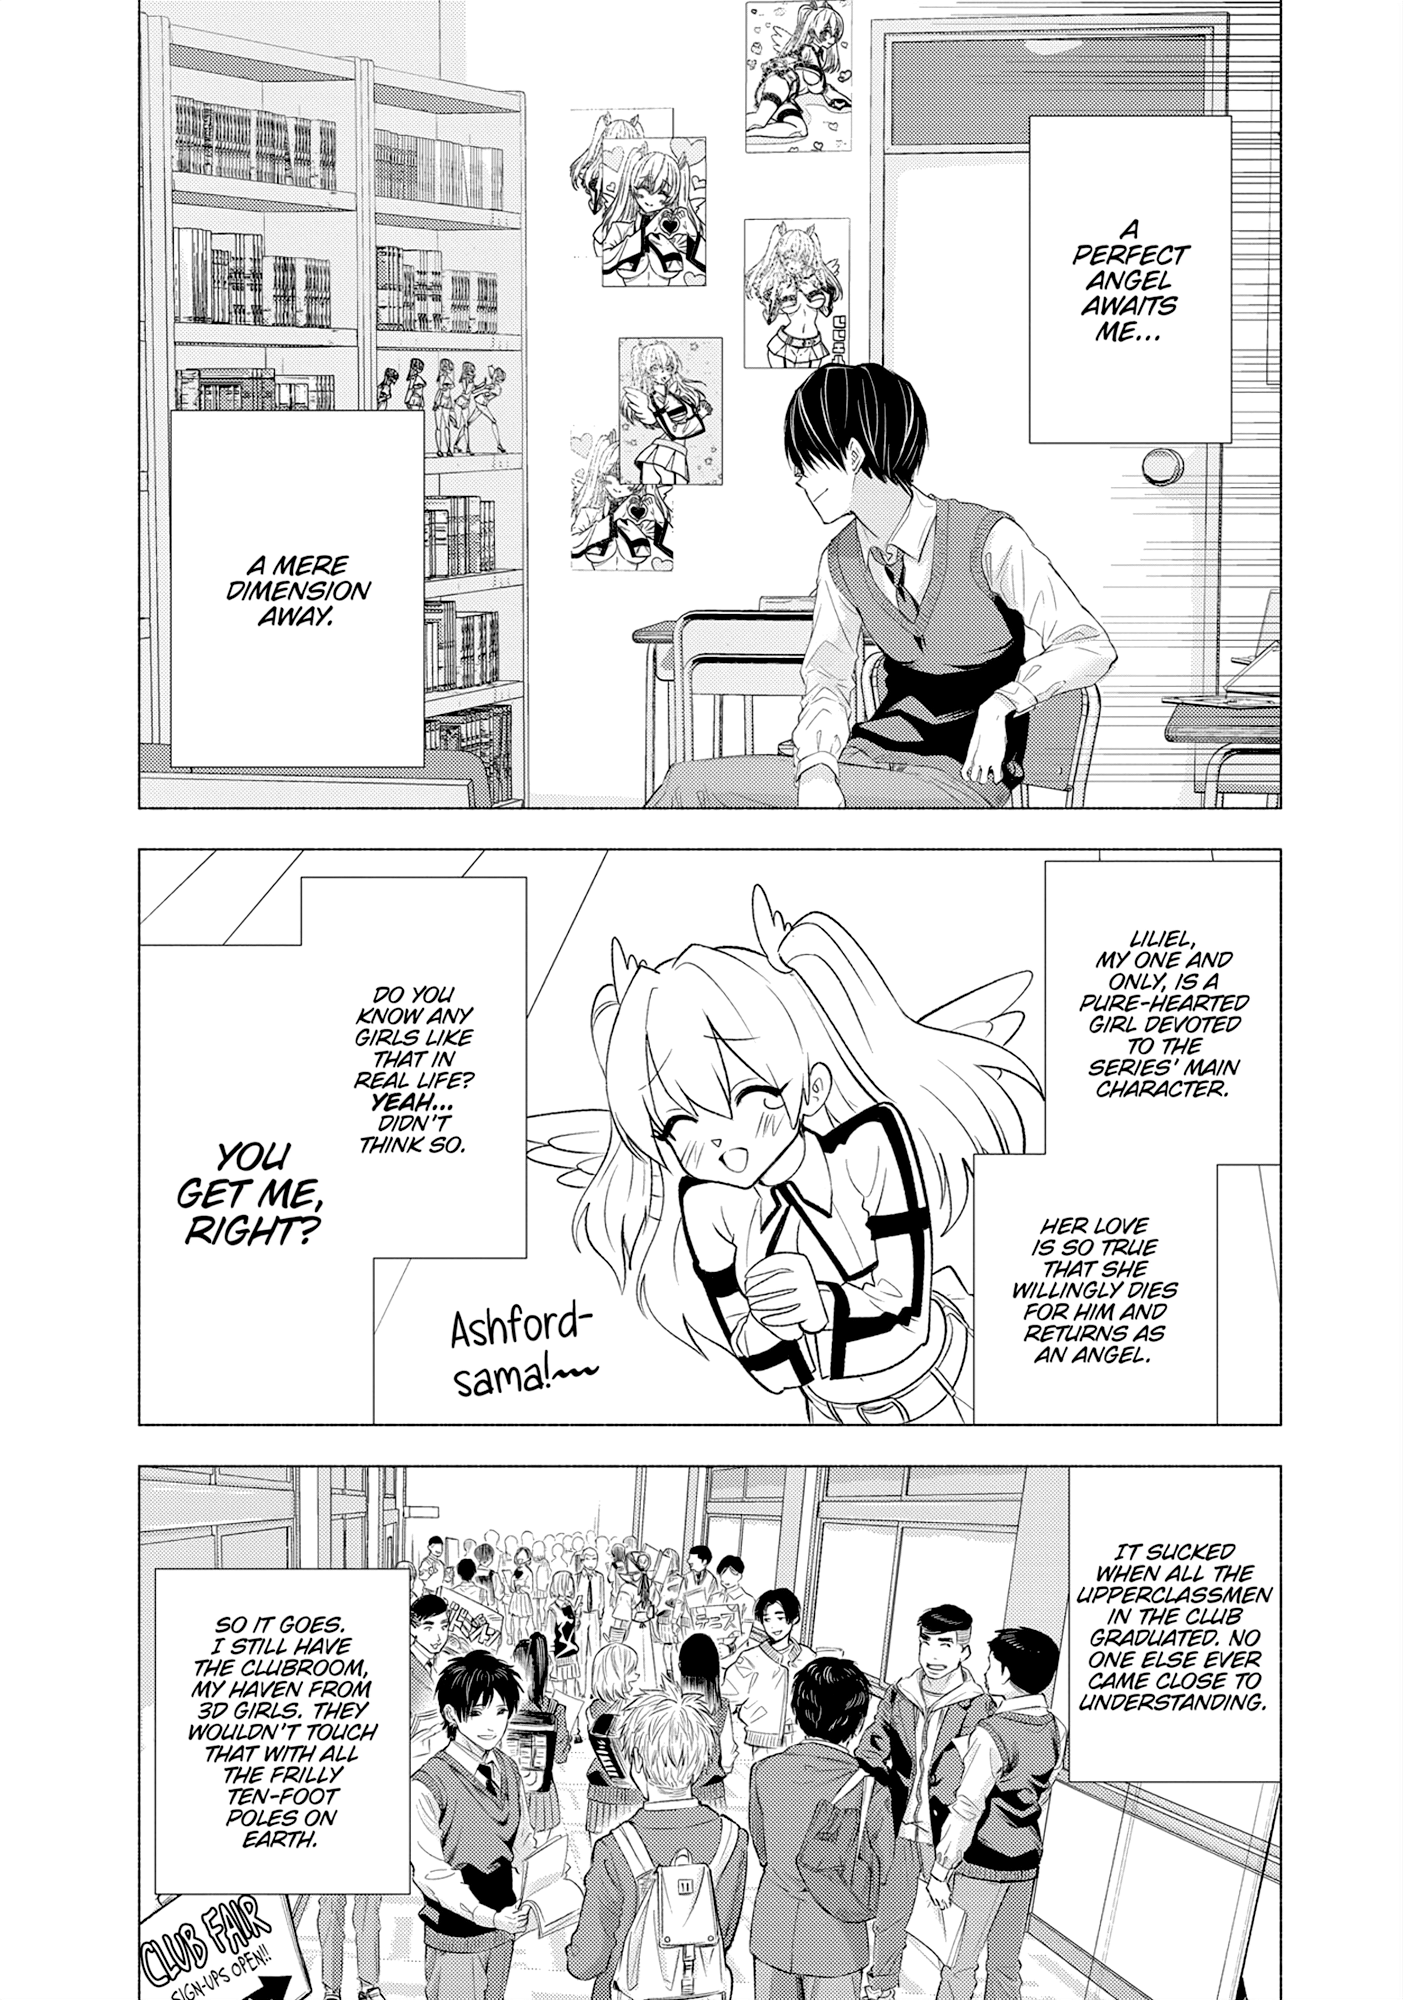 A
PERFECT
ANGEL
AWAITS
ME...
A MERE
DIMENSION
AWAY.
LILIEL,
MY ONE AND
ONLY, IS A
PURE-HEARTED
GIRL DEVOTED
TO THE
SERIES' MAIN
CHARACTER.
HER LOVE
IS SO TRUE
THAT SHE
WILLINGLY DIES
FOR HIM AND
RETURNS AS
AN ANGEL.
Ashford-
sama!~
DO YOU
KNOW ANY
GIRLS LIKE
THAT IN
REAL LIFE?
YEAH...
DIDN'T
THINK SO.
YOU
GET ME,
RIGHT?
IT SUCKED
WHEN ALL THE
UPPERCLASSMEN
IN THE CLUB
GRADUATED. NO
ONE ELSE EVER
CAME CLOSE TO
UNDERSTANDING.
SO IT GOES.
I STILL HAVE
THE CLUBROOM,
MY HAVEN FROM
3D GIRLS. THEY
WOULDN'T TOUCH
THAT WITH ALL
THE FRILLY
TEN-FOOT
POLES ON
EARTH.
テニス
CLUB FAIR
SIGN-UPS OPEN!!